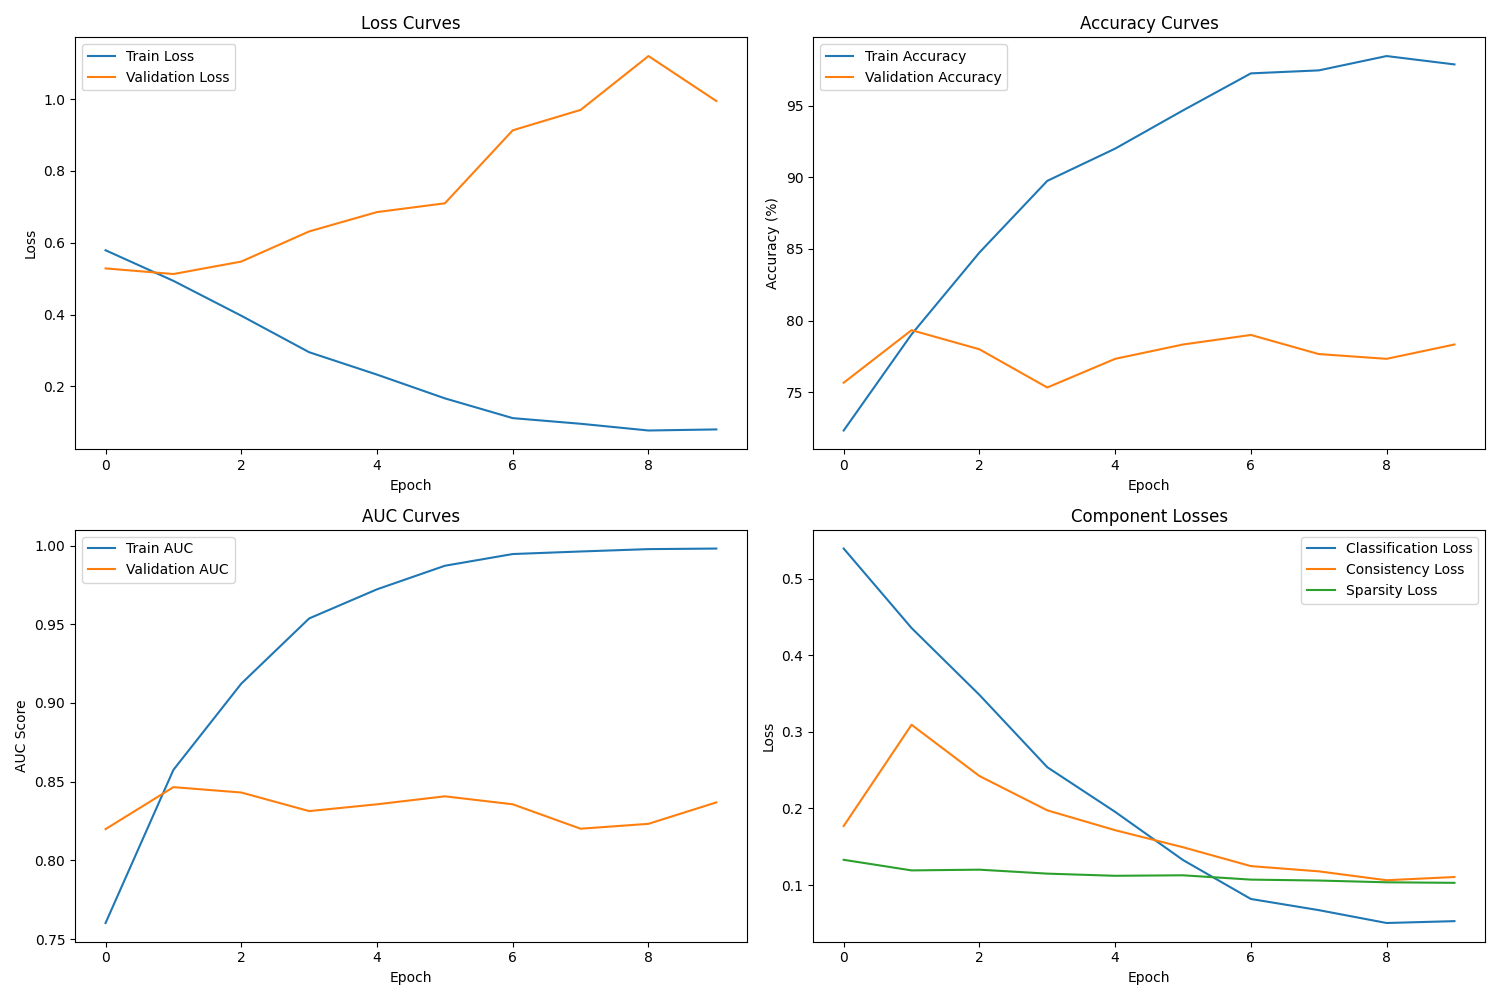 Loss Curves
Train Loss
Validation Loss
1.0
0.8
0.6
0.4
0.2
Loss
0 2 4 6 8
Epoch
Accuracy Curves
Train Accuracy
Validation Accuracy
95
90
85
80
75
Accuracy (%)
0 2 4 6 8
Epoch
AUC Curves
Train AUC
Validation AUC
1.00
0.95
0.90
0.85
0.80
0.75
AUC Score
0 2 4 6 8
Epoch
Component Losses
Classification Loss
Consistency Loss
Sparsity Loss
0.5
0.4
0.3
0.2
0.1
Loss
0 2 4 6 8
Epoch